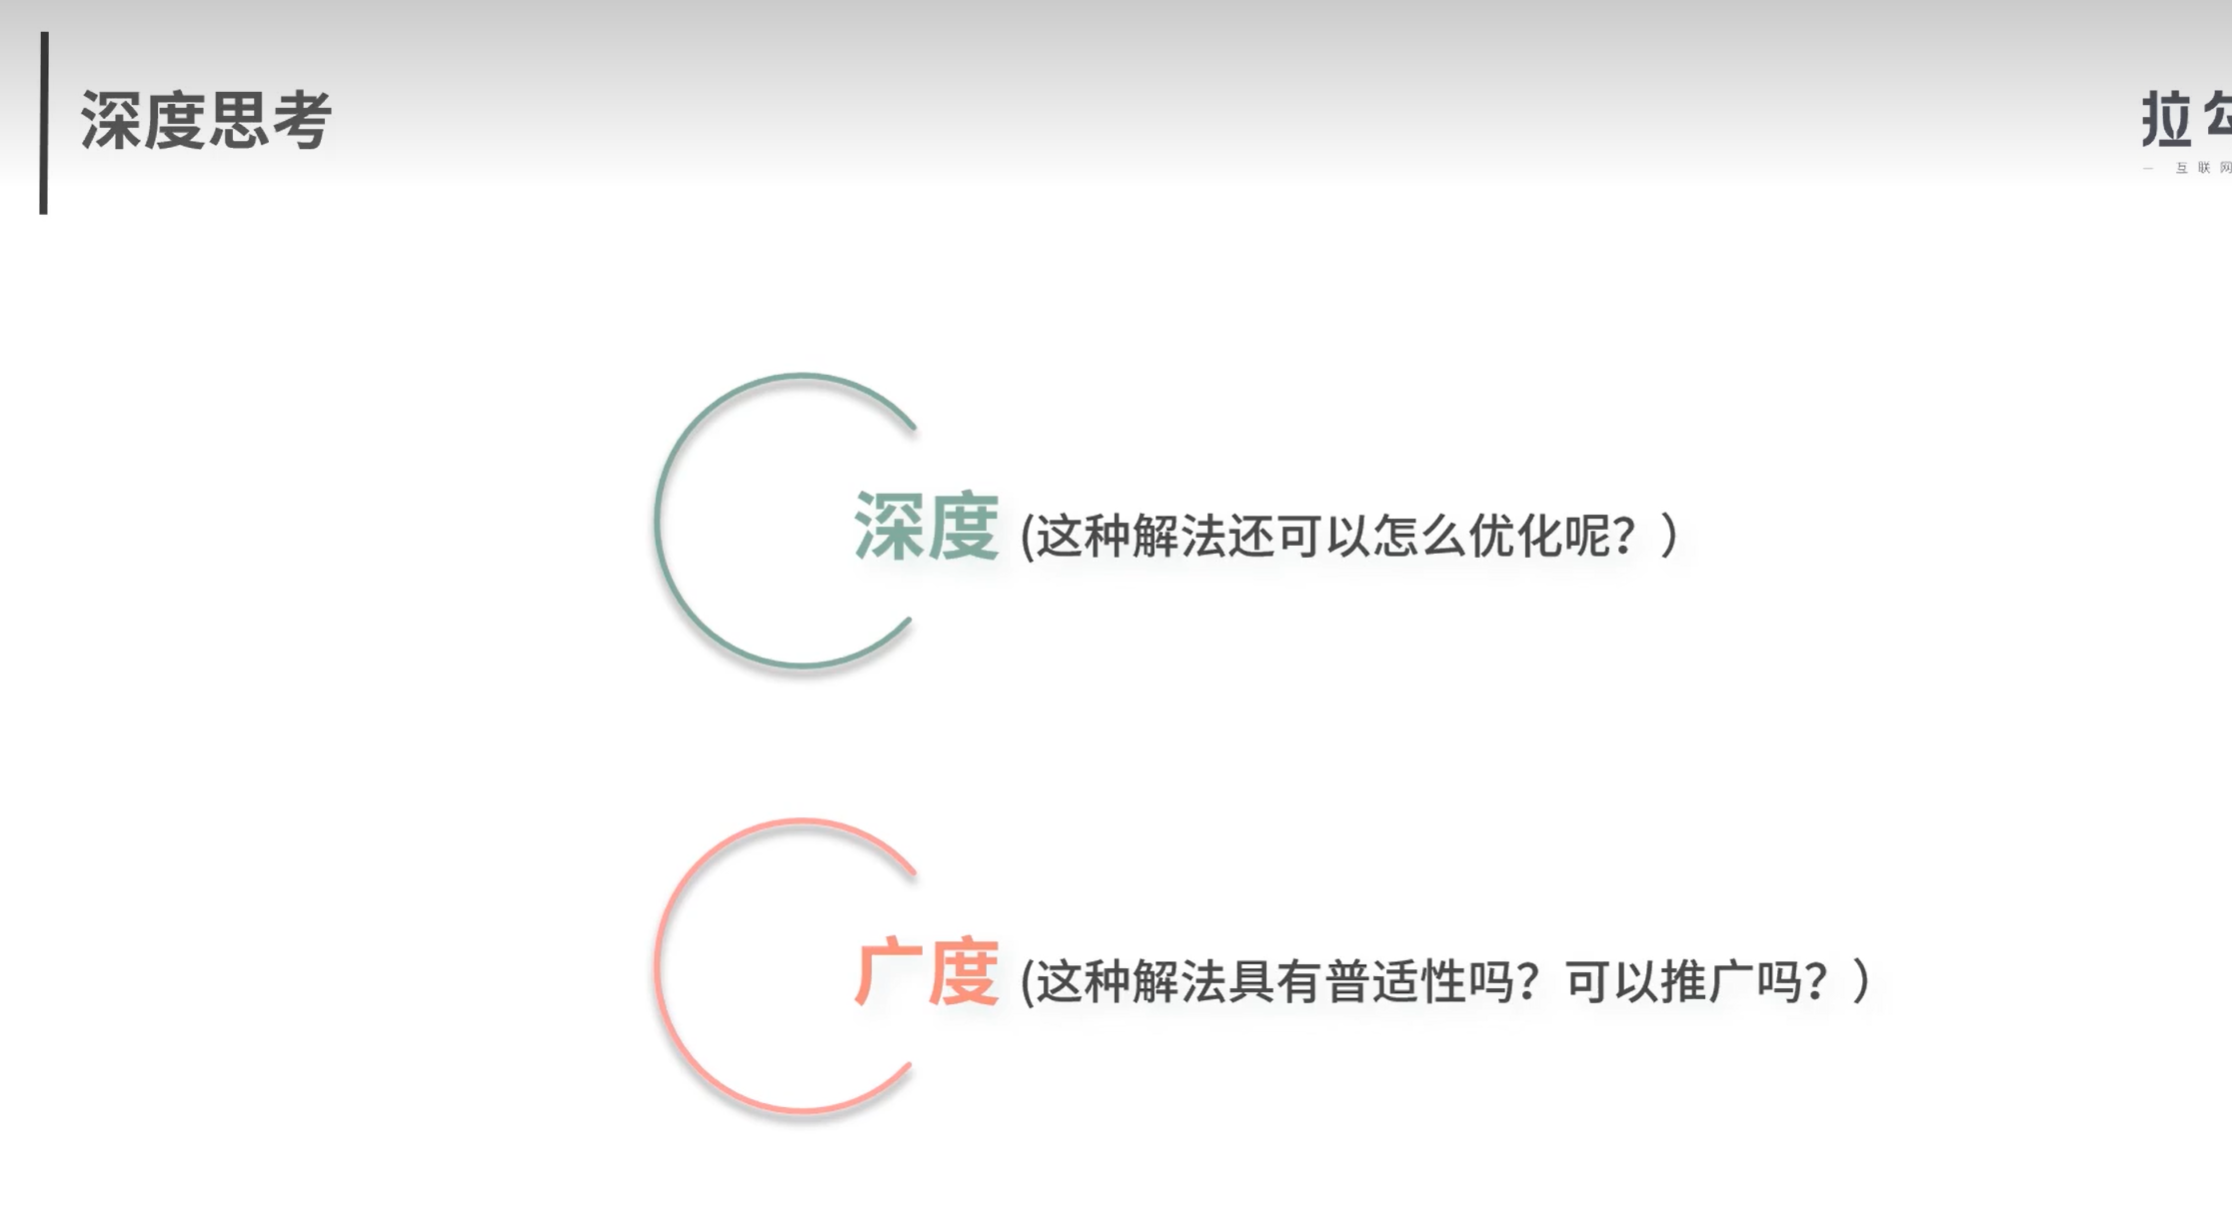 深度思考
拉勾
— 互联网
深度 (这种解法还可以怎么优化呢？)
广度 (这种解法具有普适性吗？可以推广吗？)